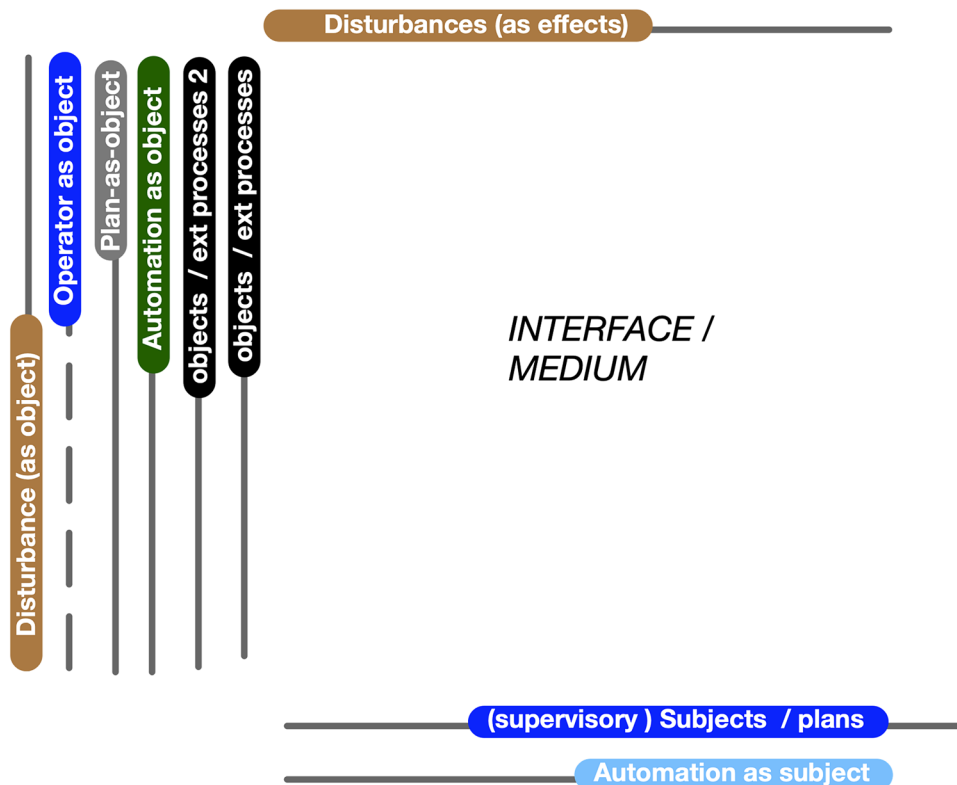 Disturbances (as effects)
Disturbance (as object)
Operator as object
Plan-as-object
Automation as object
objects / ext processes 2
objects / ext processes
INTERFACE /
MEDIUM
(supervisory ) Subjects / plans
Automation as subject